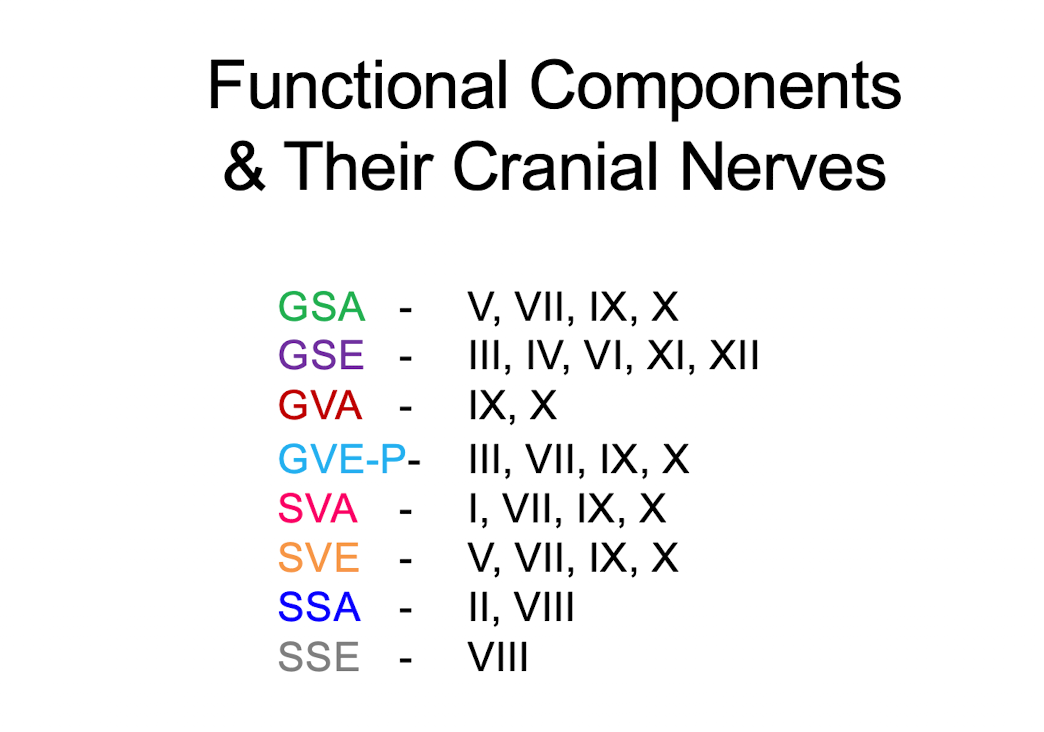 Functional Components
& Their Cranial Nerves
GSA - V, VII, IX, X
GSE - III, IV, VI, XI, XII
GVA - IX, X
GVE-P- III, VII, IX, X
SVA - I, VII, IX, X
SVE - V, VII, IX, X
SSA - II, VIII
SSE - VIII